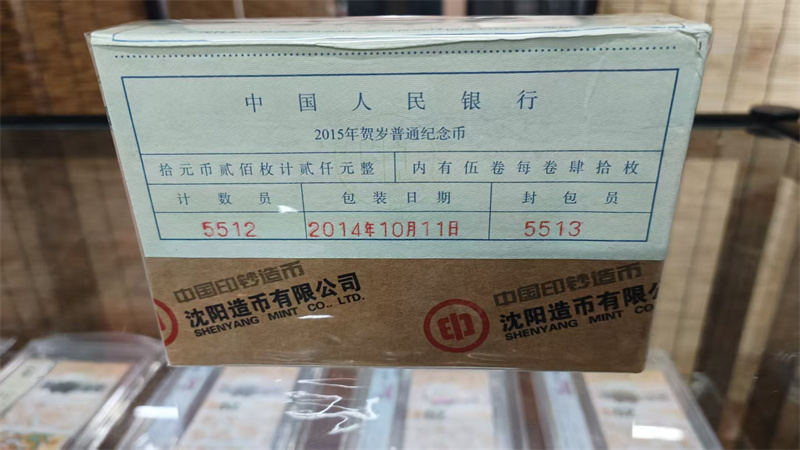 中国人民银行
2015年贺岁普通纪念币
拾元币贰佰枚计贰仟元整 内有伍卷每卷肆拾枚
计数员 包装日期 封包员
5512 2014年10月11日 5513
中国印钞造币
沈阳造币有限公司
SHENYANG MINT CO., LTD.
中国印钞造币
沈阳造币有限公
SHENYANG MINT CO